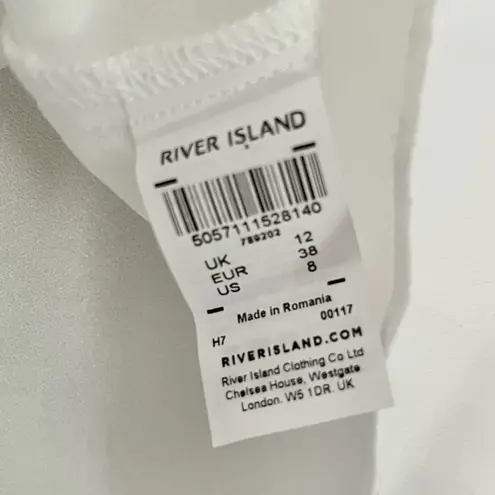 RIVER ISLAND
5057111528140
789202
UK 12
EUR 38
US 8
Made in Romania
H7 00117
RIVERISLAND.COM
River Island Clothing Co Ltd
Chelsea House, Westgate
London. W5 1DR. UK